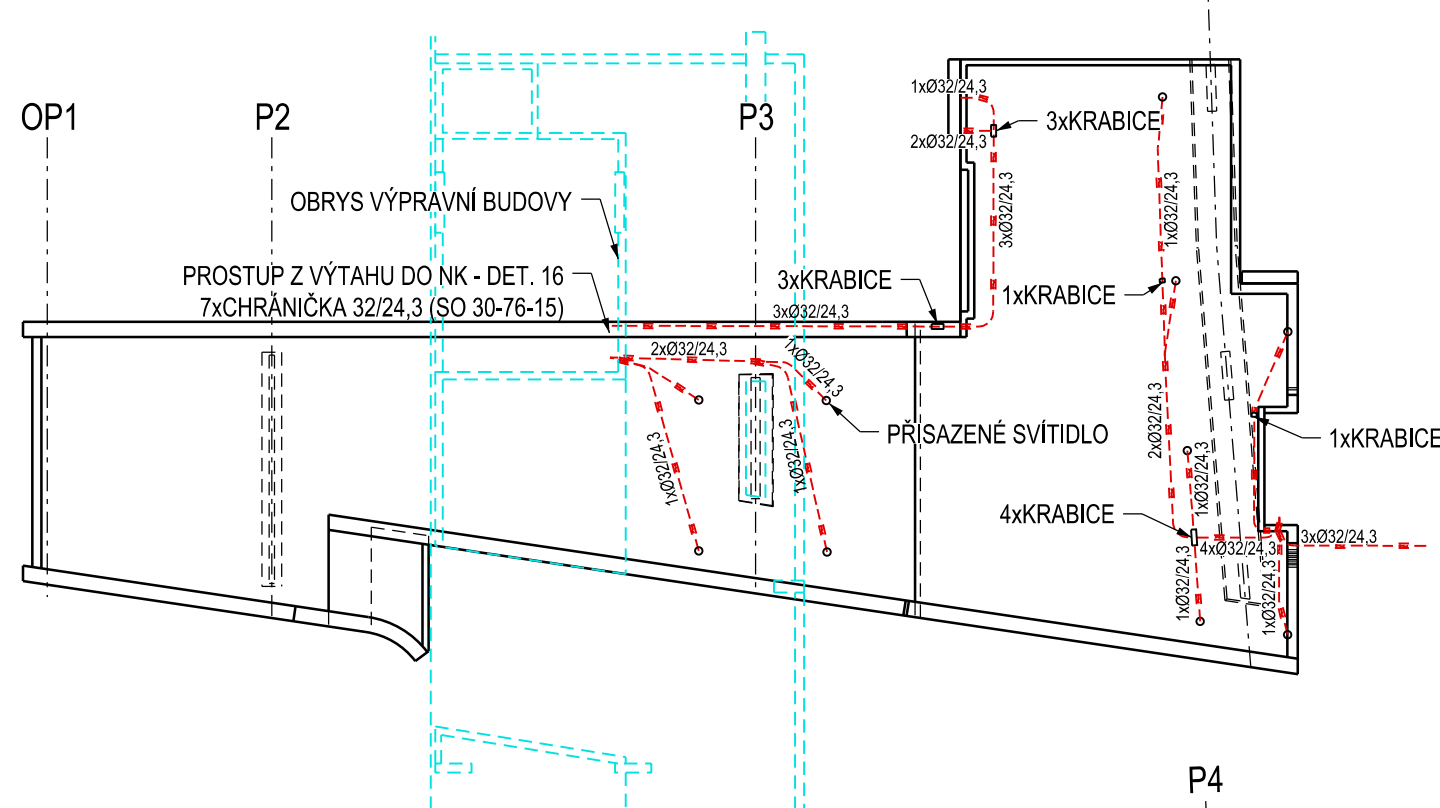 1xØ32/24,3
OP1
P2
P3
3xKRABICE
2xØ32/24,3
OBRYS VÝPRAVNÍ BUDOVY
3xØ32/24,3
1xØ32/24,3
PROSTUP Z VÝTAHU DO NK - DET. 16
7xCHRÁNIČKA 32/24,3 (SO 30-76-15)
3xKRABICE
3xØ32/24,3
1xKRABICE
2xØ32/24,3
1xØ32/24,3
2xØ32/24,3
PŘISAZENÉ SVÍTIDLO
1xKRABICE
1xØ32/24,3
1xØ32/24,3
1xØ32/24,3
4xKRABICE
4xØ32/24,3
3xØ32/24,3
1xØ32/24,3
1xØ32/24,3
P4